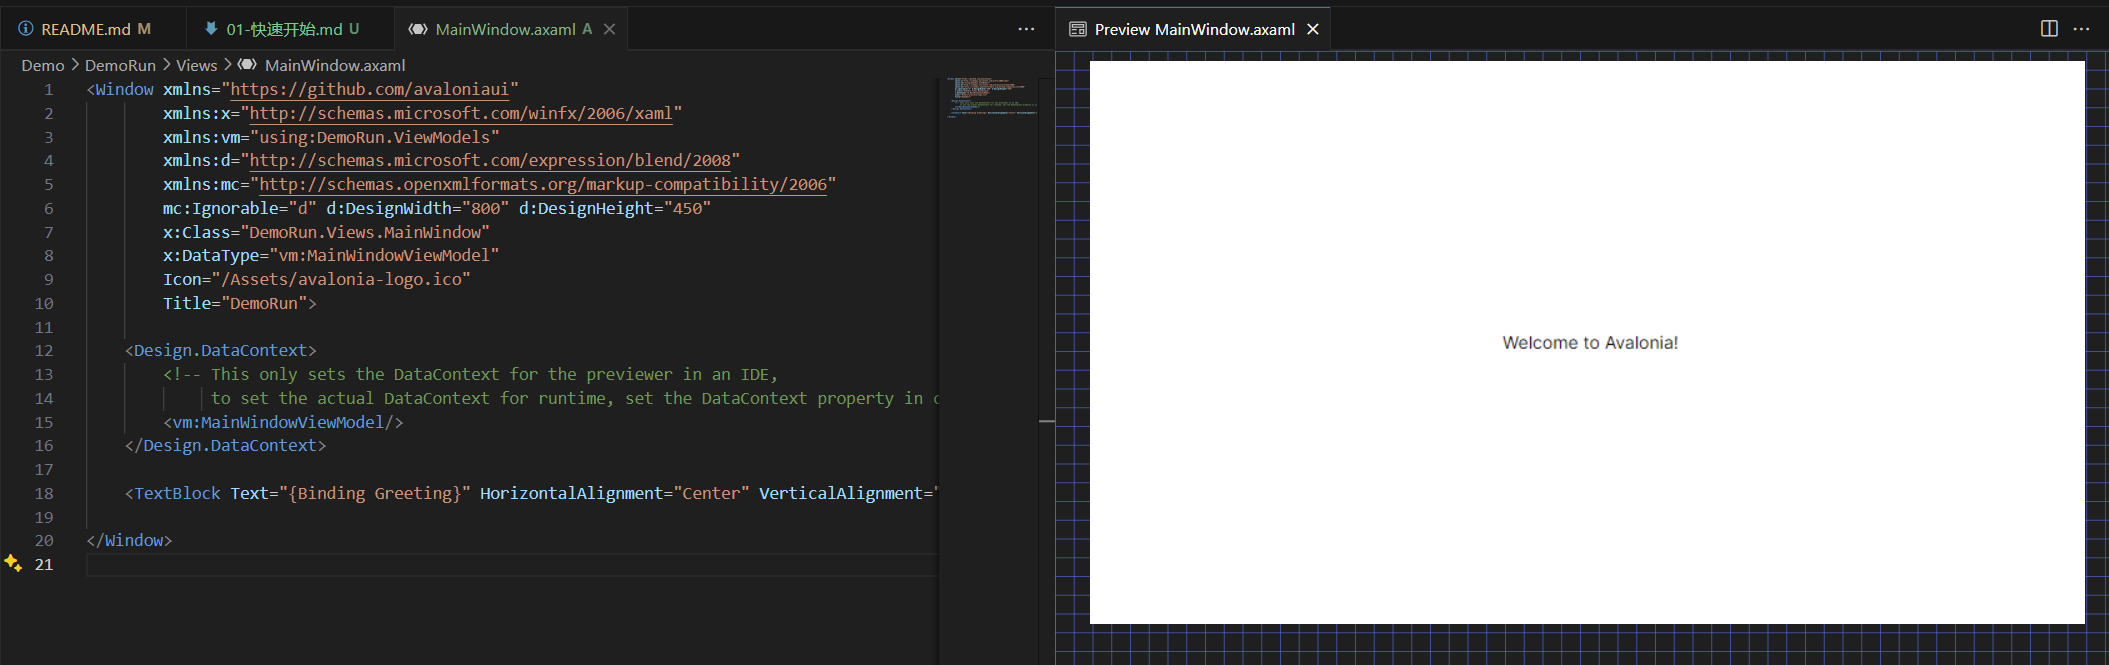 README.md M
01-快速开始.md U
MainWindow.axaml A
Preview MainWindow.axaml
Demo > DemoRun > Views > MainWindow.axaml
1 <Window xmlns="https://github.com/avaloniaui"
2 xmlns:x="http://schemas.microsoft.com/winfx/2006/xaml"
3 xmlns:vm="using:DemoRun.ViewModels"
4 xmlns:d="http://schemas.microsoft.com/expression/blend/2008"
5 xmlns:mc="http://schemas.openxmlformats.org/markup-compatibility/2006"
6 mc:Ignorable="d" d:DesignWidth="800" d:DesignHeight="450"
7 x:Class="DemoRun.Views.MainWindow"
8 x:DataType="vm:MainWindowViewModel"
9 Icon="/Assets/avalonia-logo.ico"
10 Title="DemoRun">
11
12 <Design.DataContext>
13 <!-- This only sets the DataContext for the previewer in an IDE,
14 to set the actual DataContext for runtime, set the DataContext property in
15 <vm:MainWindowViewModel/>
16 </Design.DataContext>
17
18 <TextBlock Text="{Binding Greeting}" HorizontalAlignment="Center" VerticalAlignment="
19
20 </Window>
21
Welcome to Avalonia!